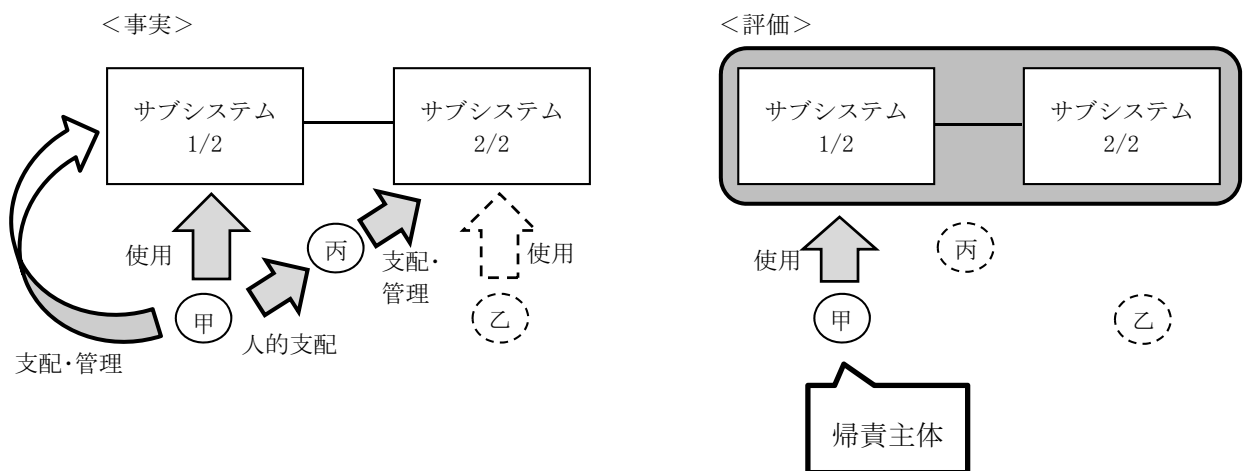 ＜事実＞
サブシステム
1/2
サブシステム
2/2
使用
丙
支配・
管理
使用
甲
人的支配
乙
支配・管理
＜評価＞
サブシステム
1/2
サブシステム
2/2
使用
丙
甲
乙
帰責主体